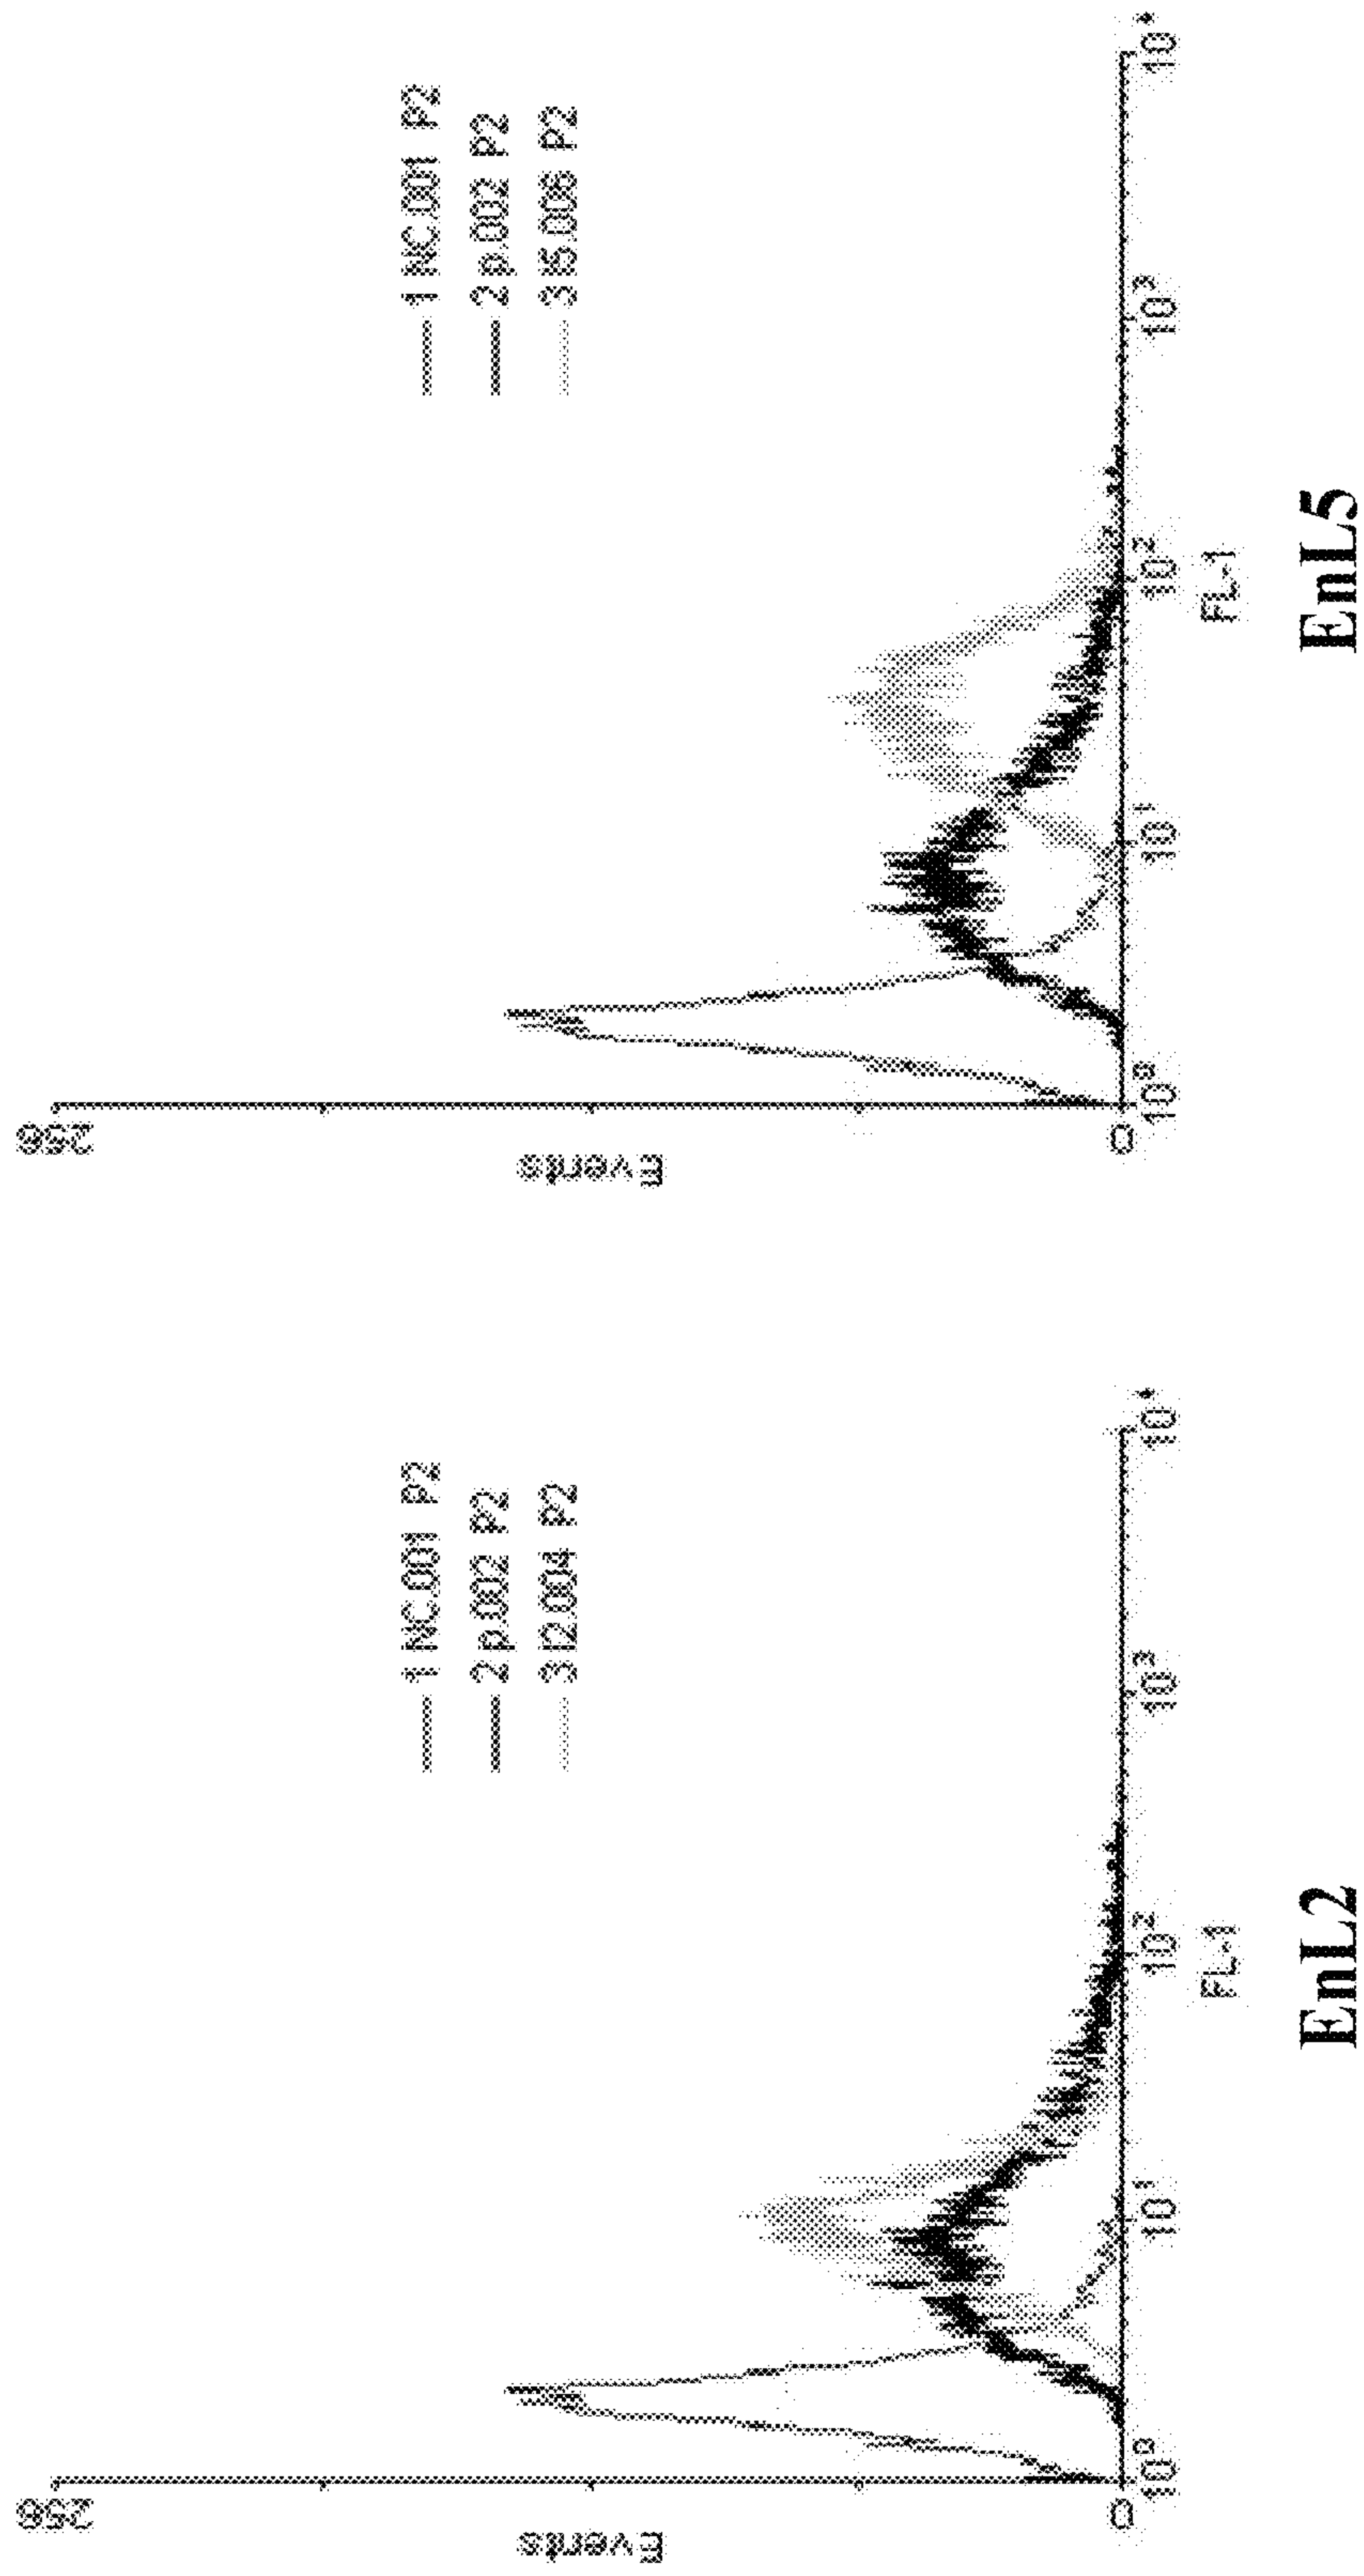 256
Events
0
1 NC.001 P2
2 p.002 P2
3 l2.004 P2
10⁰
10¹
10²
10³
10⁴
FL-1
EnL2
256
Events
0
1 NC.001 P2
2 p.002 P2
3 l5.006 P2
10⁰
10¹
10²
10³
10⁴
FL-1
EnL5